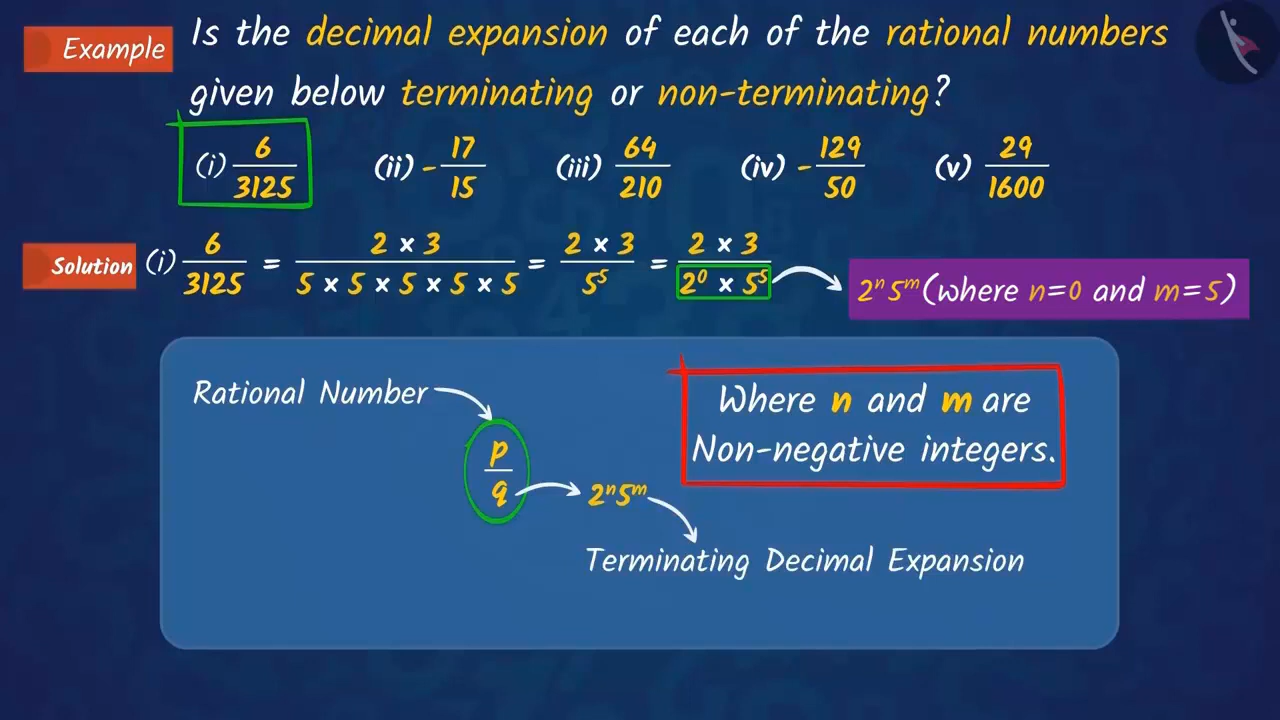 Example Is the decimal expansion of each of the rational numbers
given below terminating or non-terminating?
(i) 6/3125 (ii) -17/15 (iii) 64/210 (iv) -129/50 (v) 29/1600
Solution (i) 6/3125 = 2 × 3/5 × 5 × 5 × 5 × 5 = 2 × 3/5⁵ = 2 × 3/2⁰ × 5⁵
2ⁿ5ᵐ(where n=0 and m=5)
Rational Number
p/q
2ⁿ5ᵐ
Where n and m are
Non-negative integers.
Terminating Decimal Expansion